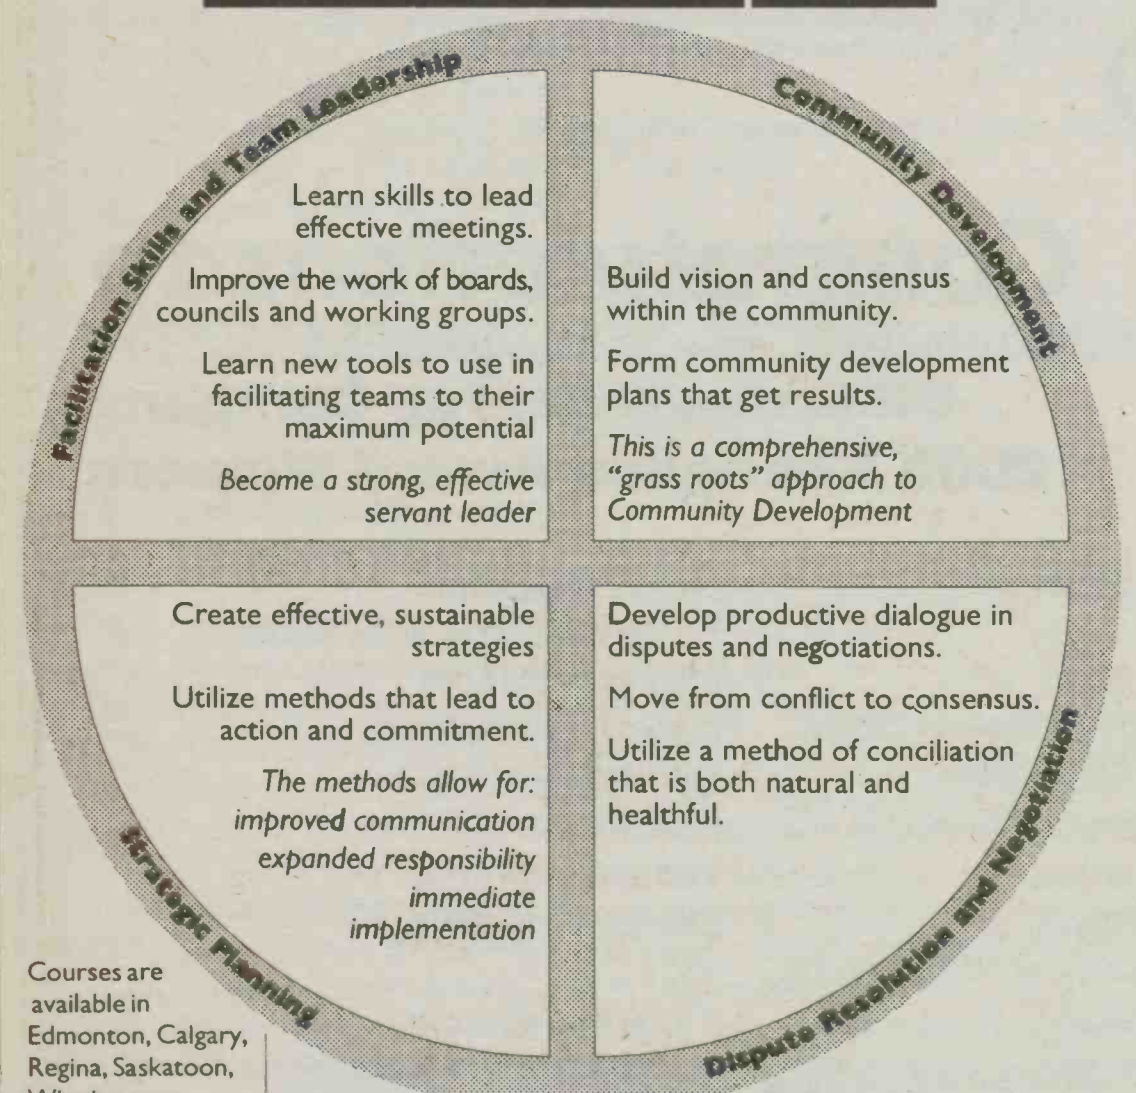 Facilitation Skills and Team Leadership
Learn skills to lead
effective meetings.
Improve the work of boards,
councils and working groups.
Learn new tools to use in
facilitating teams to their
maximum potential
Become a strong, effective
servant leader
Community Development
Build vision and consensus
within the community.
Form community development
plans that get results.
This is a comprehensive,
"grass roots" approach to
Community Development
Strategic Planning
Create effective, sustainable
strategies
Utilize methods that lead to
action and commitment.
The methods allow for:
improved communication
expanded responsibility
immediate
implementation
Dispute Resolution and Negotiation
Develop productive dialogue in
disputes and negotiations.
Move from conflict to consensus.
Utilize a method of conciliation
that is both natural and
healthful.
Courses are
available in
Edmonton, Calgary,
Regina, Saskatoon,